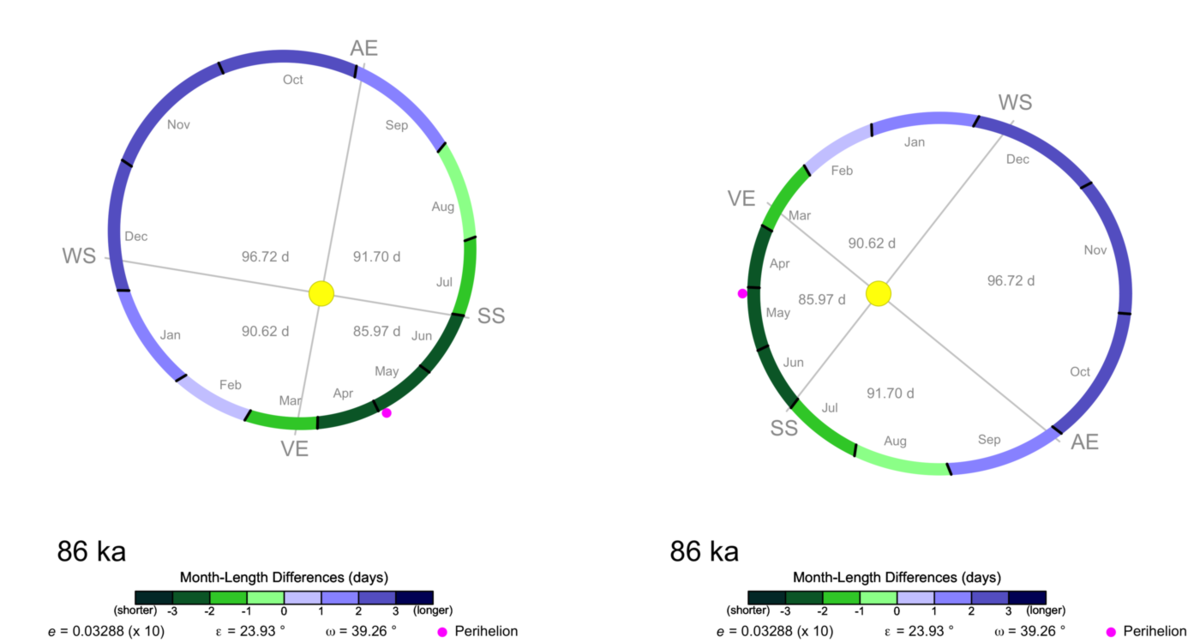 AE
Oct
Sep
Nov
Aug
Dec
WS
96.72 d
91.70 d
Jul
SS
Jan
90.62 d
85.97 d
Jun
May
Feb
Apr
Mar
VE
86 ka
Month-Length Differences (days)
(shorter) -3 -2 -1 0 1 2 3 (longer)
e = 0.03288 (x 10) ε = 23.93 ° ω = 39.26 ° Perihelion
WS
Jan
Dec
Feb
VE
Mar
90.62 d
Nov
Apr
96.72 d
85.97 d
May
Jun
Oct
91.70 d
Jul
SS
Aug
Sep
AE
86 ka
Month-Length Differences (days)
(shorter) -3 -2 -1 0 1 2 3 (longer)
e = 0.03288 (x 10) ε = 23.93 ° ω = 39.26 ° Perihelion